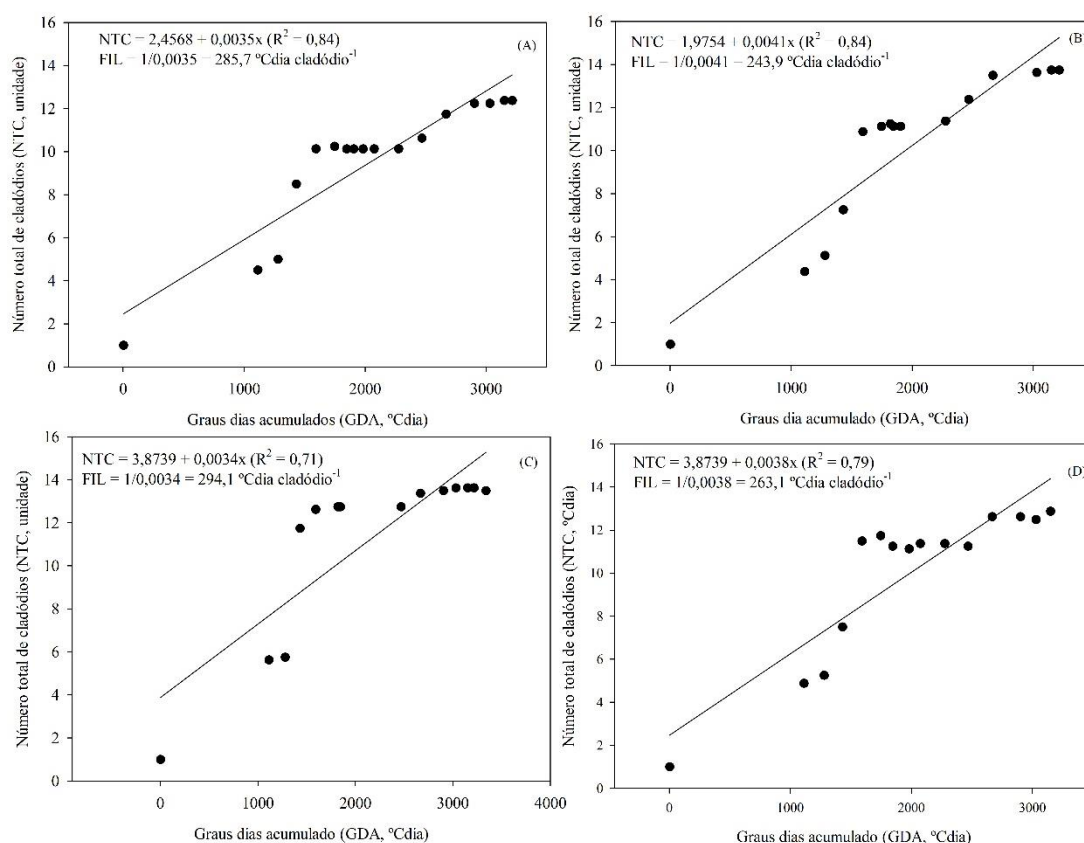 NTC = 2,4568 + 0,0035x (R² = 0,84)
FIL = 1/0,0035 = 285,7 ºCdia cladódio⁻¹
(A)
Número total de cladódios (NTC, unidade)
16
14
12
10
8
6
4
2
0
0 1000 2000 3000
Graus dias acumulados (GDA, ºCdia)
NTC = 1,9754 + 0,0041x (R² = 0,84)
FIL = 1/0,0041 = 243,9 ºCdia cladódio⁻¹
(B)
Número total de cladódios (NTC, unidade)
16
14
12
10
8
6
4
2
0
0 1000 2000 3000
Graus dia acumulado (GDA, ºCdia)
NTC = 3,8739 + 0,0034x (R² = 0,71)
FIL = 1/0,0034 = 294,1 ºCdia cladódio⁻¹
(C)
Número total de cladódios (NTC, unidade)
16
14
12
10
8
6
4
2
0
0 1000 2000 3000 4000
Graus dias acumulado (GDA, ºCdia)
NTC = 3,8739 + 0,0038x (R² = 0,79)
FIL = 1/0,0038 = 263,1 ºCdia cladódio⁻¹
(D)
Número total de cladódios (NTC, ºCdia)
16
14
12
10
8
6
4
2
0
0 1000 2000 3000
Graus dias acumulado (GDA, ºCdia)